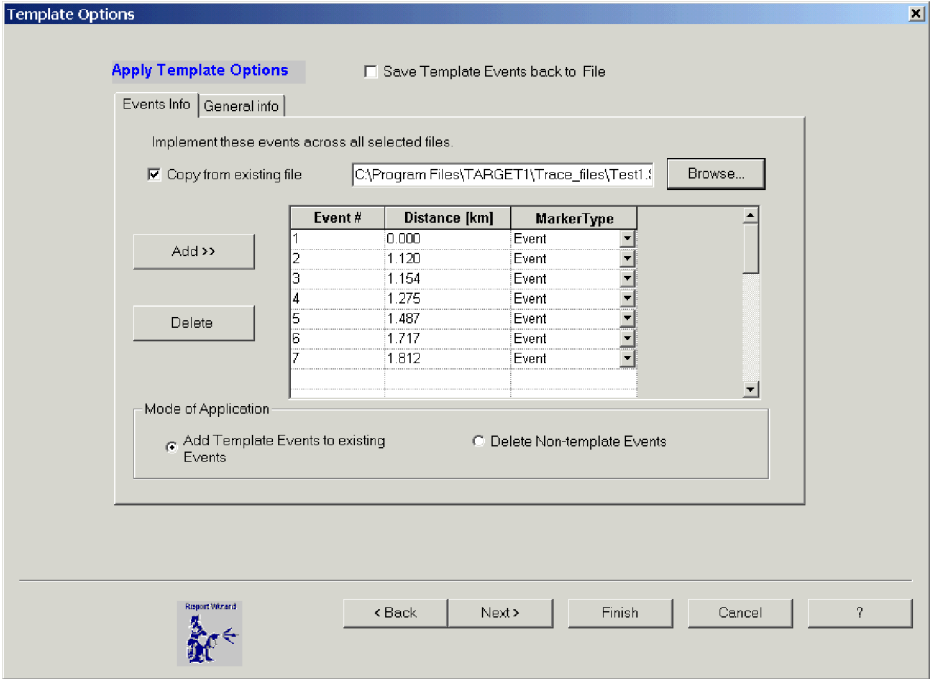 Template Options
Apply Template Options
Save Template Events back to File
Events Info
General info
Implement these events across all selected files.
Copy from existing file
C:\Program Files\TARGET1\Trace_files\Test1.
Browse...
Event # Distance [km] MarkerType
1 0.000 Event
2 1.120 Event
3 1.154 Event
4 1.275 Event
5 1.487 Event
6 1.717 Event
7 1.812 Event
Add >>
Delete
Mode of Application
Add Template Events to existing
Events
Delete Non-template Events
Report Wizard
< Back
Next >
Finish
Cancel
?